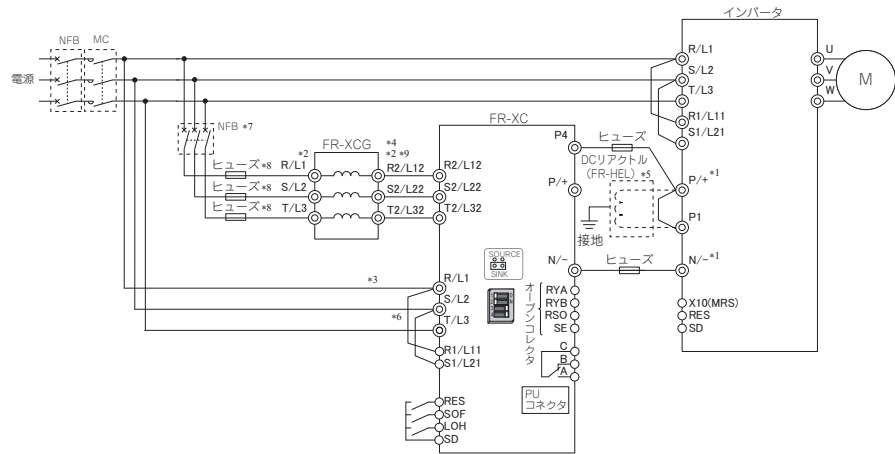 インバータ
NFB
MC
電源
R/L1
S/L2
T/L3
R1/L11
S1/L21
U
V
W
M
NFB *7
ヒューズ*8
ヒューズ*8
ヒューズ*8
*2
R/L1
S/L2
T/L3
FR-XCG
*4
*2 *9
R2/L12
S2/L22
T2/L32
FR-XC
R2/L12
S2/L22
T2/L32
P4
P/+
N/-
ヒューズ
DCリアクトル
(FR-HEL) *5
接地
ヒューズ
P/+ *1
P1
N/- *1
X10(MRS)
RES
SD
SOURCE
SINK
*3
*6
R/L1
S/L2
T/L3
R1/L11
S1/L21
オープンコレクタ
RYA
RYB
RSO
SE
C
B
A
PU
コネクタ
RES
SOF
LOH
SD